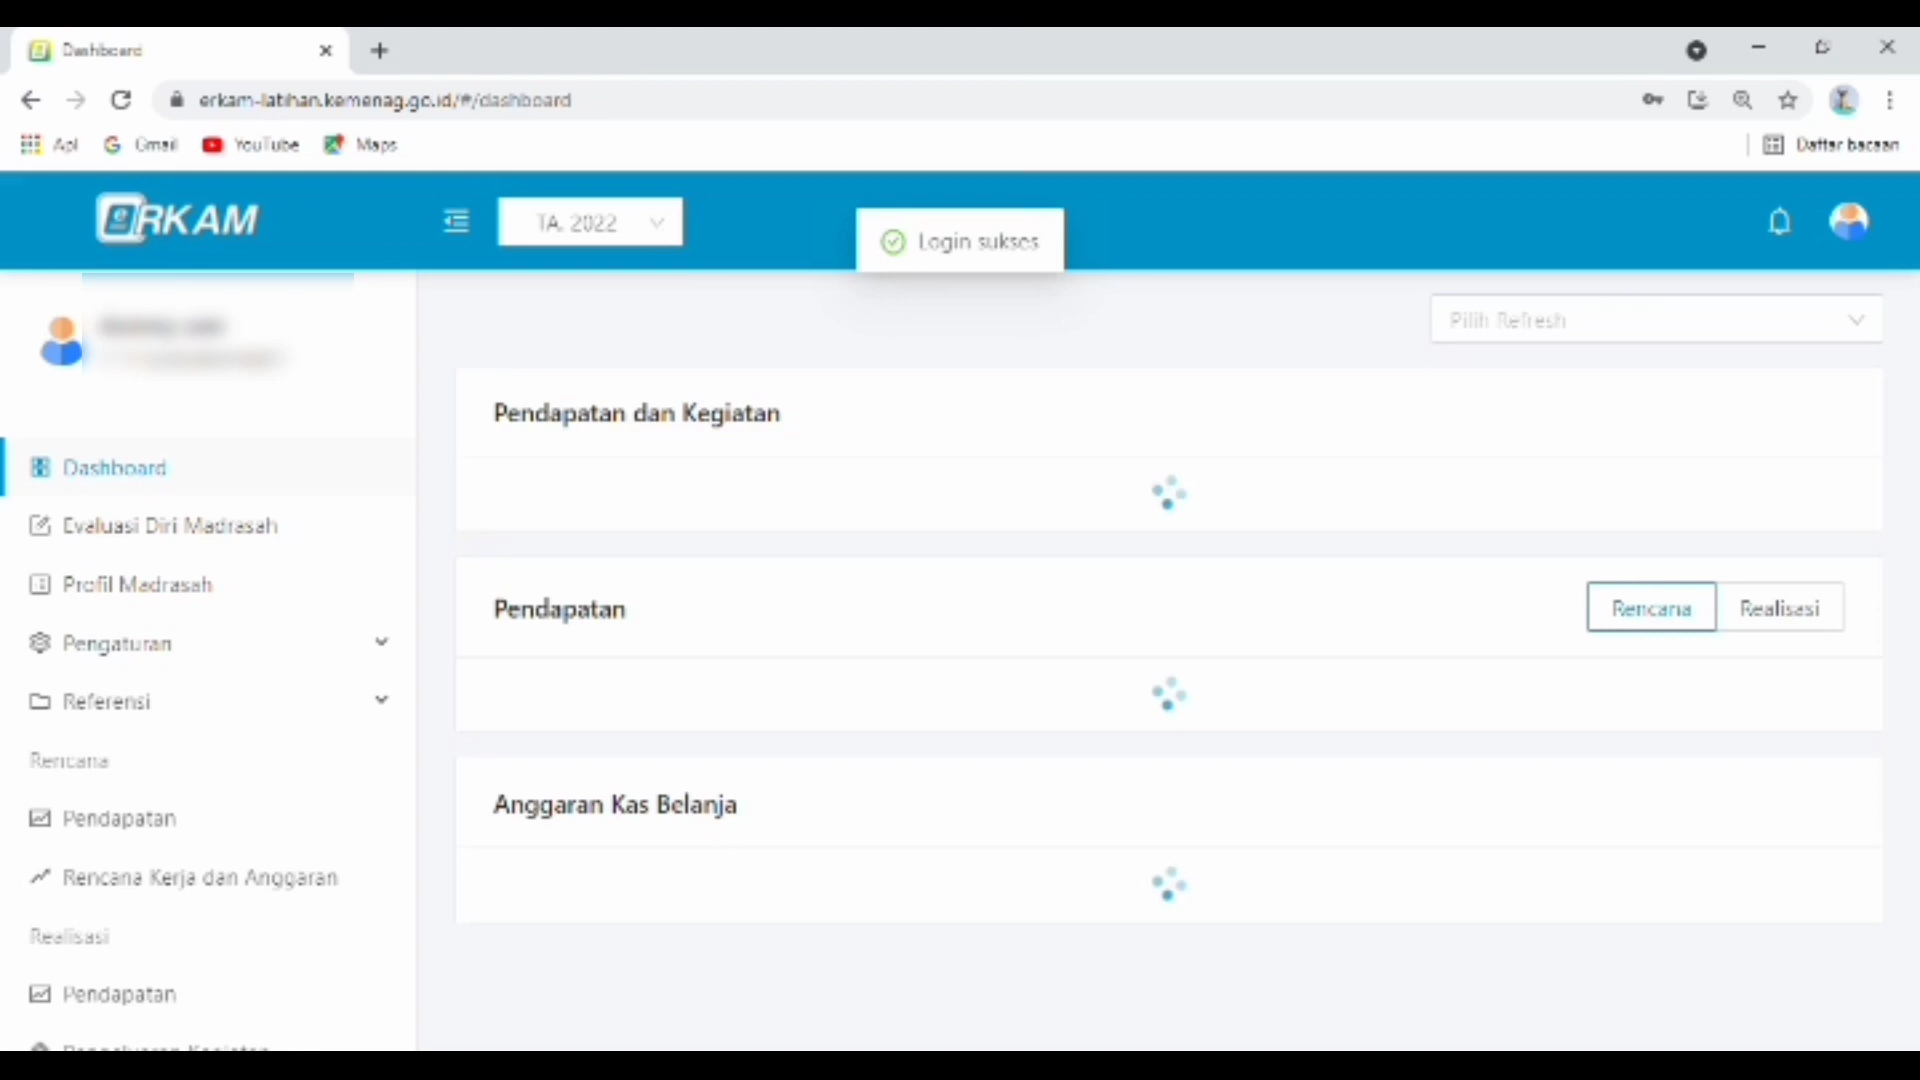 Dashboard
erkam-latihan.kemenag.go.id/#/dashboard
Apl Gmail YouTube Maps Daftar bacaan
eRKAM TA. 2022 Login sukses
Pilih Refresh
Pendapatan dan Kegiatan
Dashboard
Evaluasi Diri Madrasah
Profil Madrasah
Pendapatan Rencana Realisasi
Pengaturan
Referensi
Rencana
Anggaran Kas Belanja
Pendapatan
Rencana Kerja dan Anggaran
Realisasi
Pendapatan